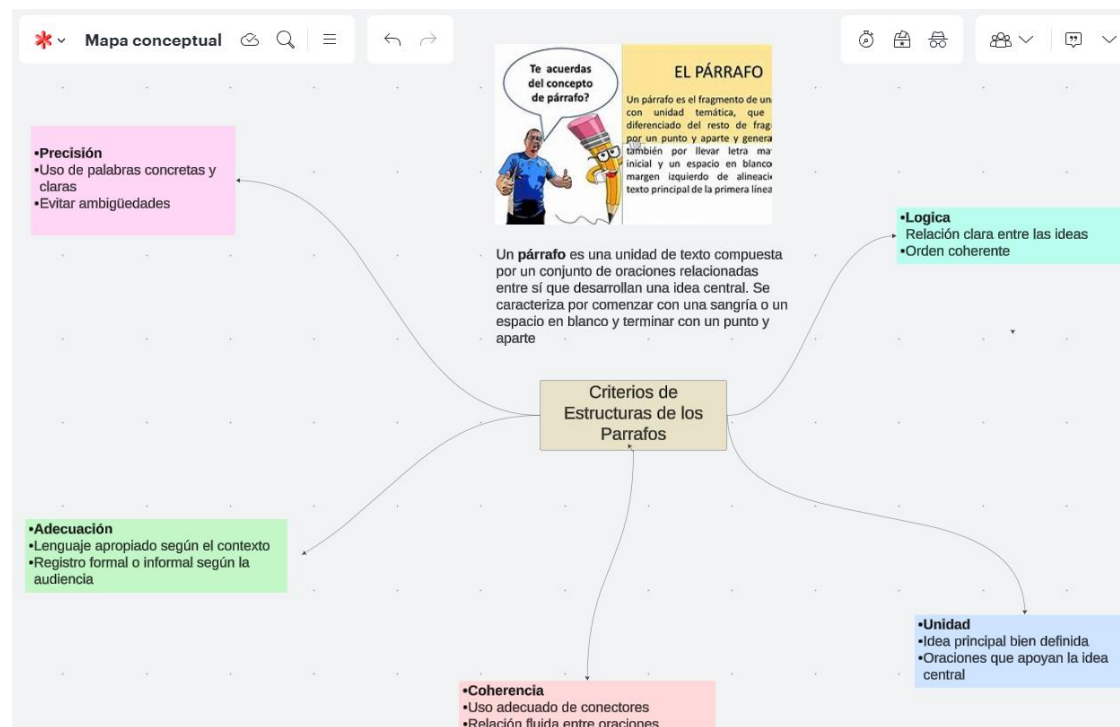 Mapa conceptual
Te acuerdas
del concepto
de párrafo?
EL PÁRRAFO
Un párrafo es el fragmento de un
con unidad temática, que
diferenciado del resto de frag
por un punto y aparte y genera
también por llevar letra ma
inicial y un espacio en blanco
margen izquierdo de alineaci
texto principal de la primera línea
•Precisión
•Uso de palabras concretas y
claras
•Evitar ambigüedades
•Logica
Relación clara entre las ideas
•Orden coherente
Un párrafo es una unidad de texto compuesta
por un conjunto de oraciones relacionadas
entre sí que desarrollan una idea central. Se
caracteriza por comenzar con una sangría o un
espacio en blanco y terminar con un punto y
aparte
Criterios de
Estructuras de los
Parrafos
•Adecuación
•Lenguaje apropiado según el contexto
•Registro formal o informal según la
audiencia
•Unidad
•Idea principal bien definida
•Oraciones que apoyan la idea
central
•Coherencia
•Uso adecuado de conectores
•Relación fluida entre oraciones